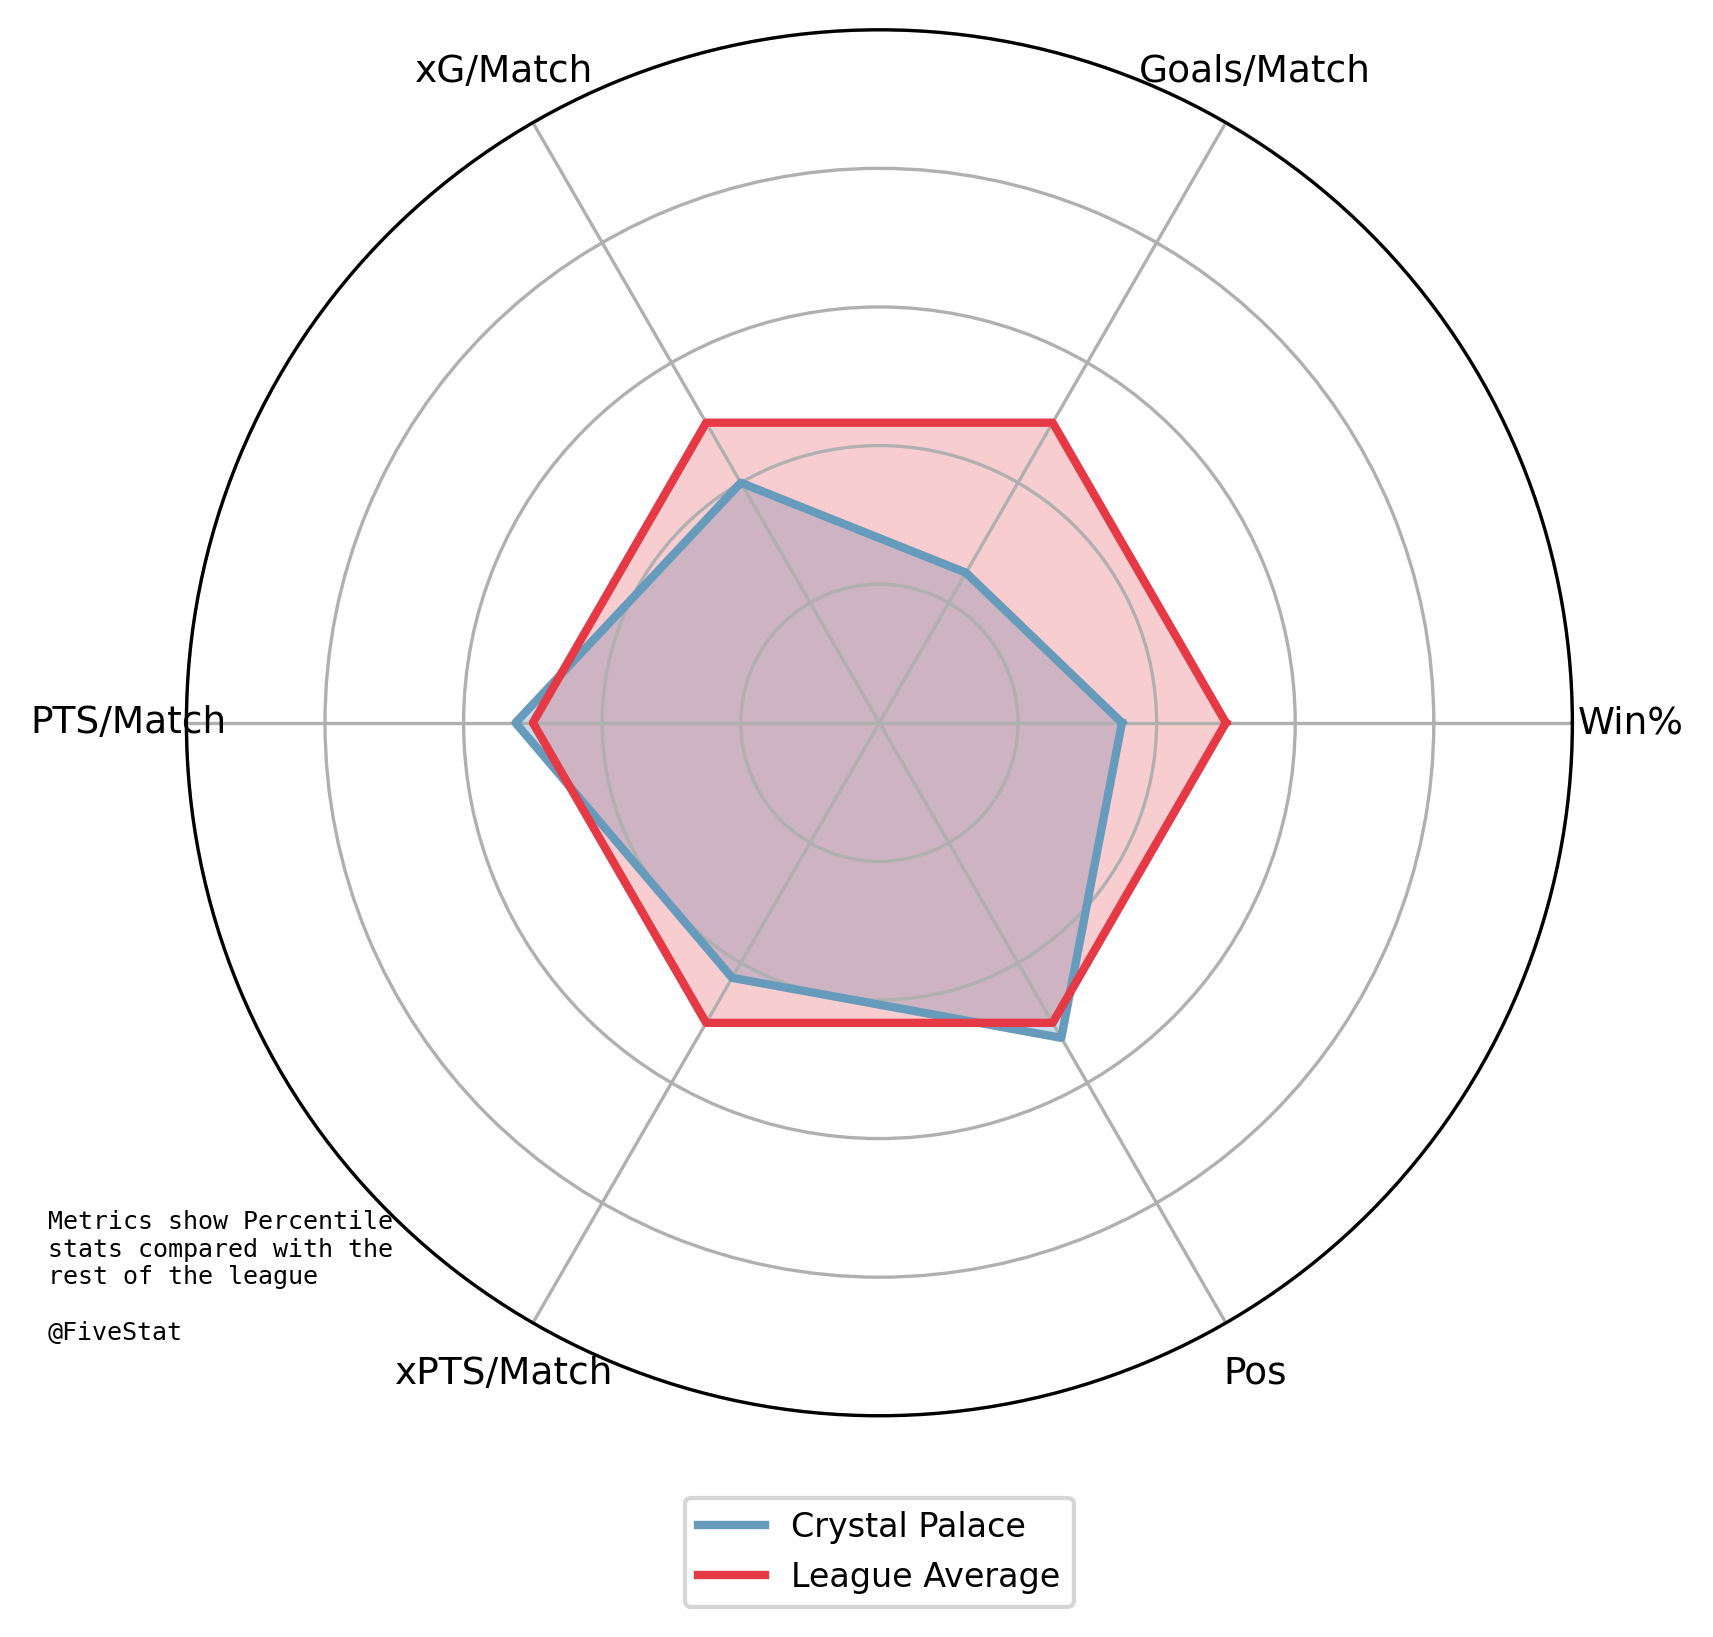 xG/Match
Goals/Match
PTS/Match
Win%
Metrics show Percentile
stats compared with the
rest of the league
@FiveStat
xPTS/Match
Pos
Crystal Palace
League Average